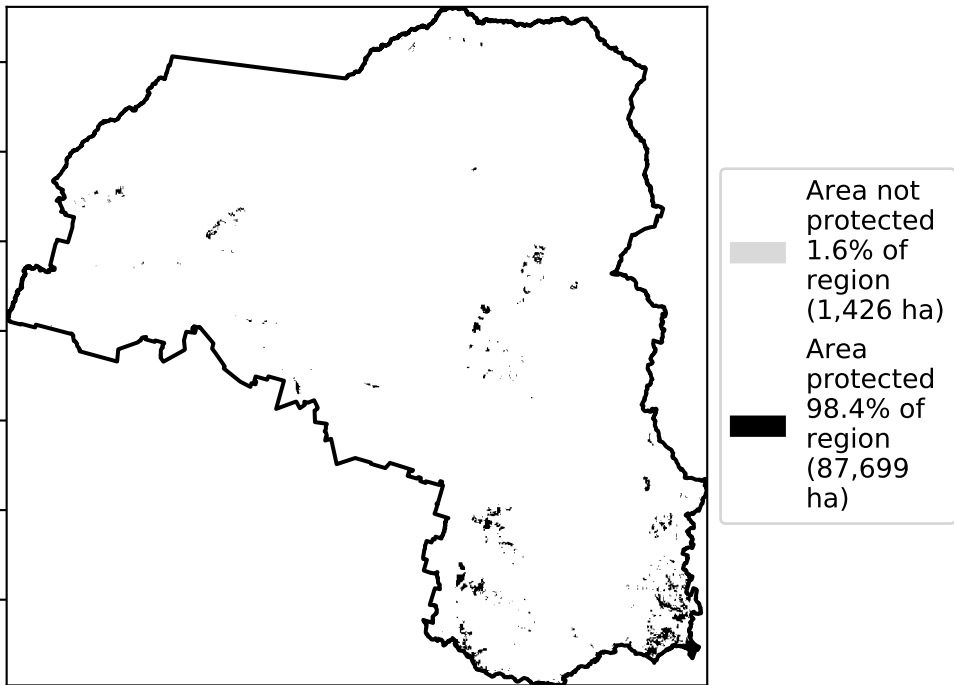 Area not
protected
1.6% of
region
(1,426 ha)
Area
protected
98.4% of
region
(87,699
ha)